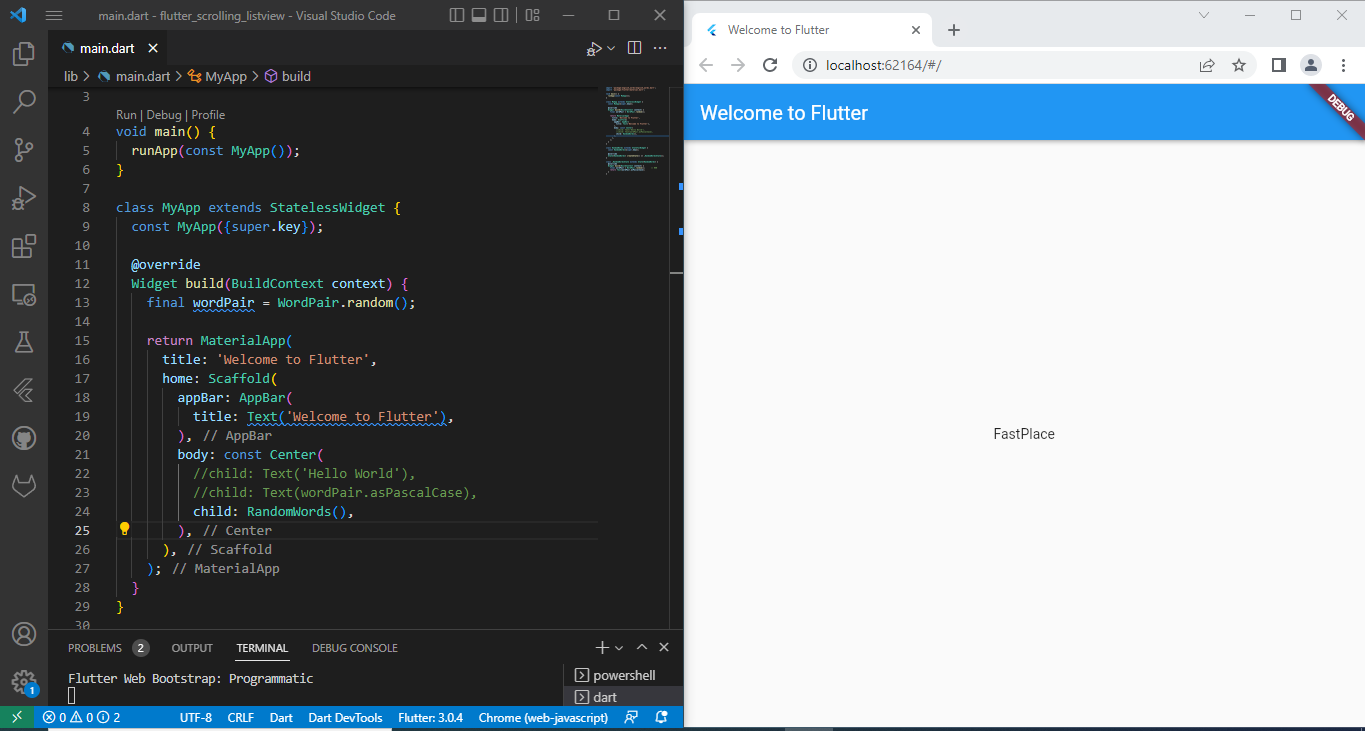 main.dart - flutter_scrolling_listview - Visual Studio Code
main.dart
lib > main.dart > MyApp > build
3
Run | Debug | Profile
4 void main() {
5 runApp(const MyApp());
6 }
7
8 class MyApp extends StatelessWidget {
9 const MyApp({super.key});
10
11 @override
12 Widget build(BuildContext context) {
13 final wordPair = WordPair.random();
14
15 return MaterialApp(
16 title: 'Welcome to Flutter',
17 home: Scaffold(
18 appBar: AppBar(
19 title: Text('Welcome to Flutter'),
20 ), // AppBar
21 body: const Center(
22 //child: Text('Hello World'),
23 //child: Text(wordPair.asPascalCase),
24 child: RandomWords(),
25 ), // Center
26 ), // Scaffold
27 ); // MaterialApp
28 }
29 }
30
PROBLEMS 2 OUTPUT TERMINAL DEBUG CONSOLE
Flutter Web Bootstrap: Programmatic
powershell
dart
1
0 0 2 UTF-8 CRLF Dart Dart DevTools Flutter: 3.0.4 Chrome (web-javascript)
Welcome to Flutter
localhost:62164/#/
Welcome to Flutter
DEBUG
FastPlace